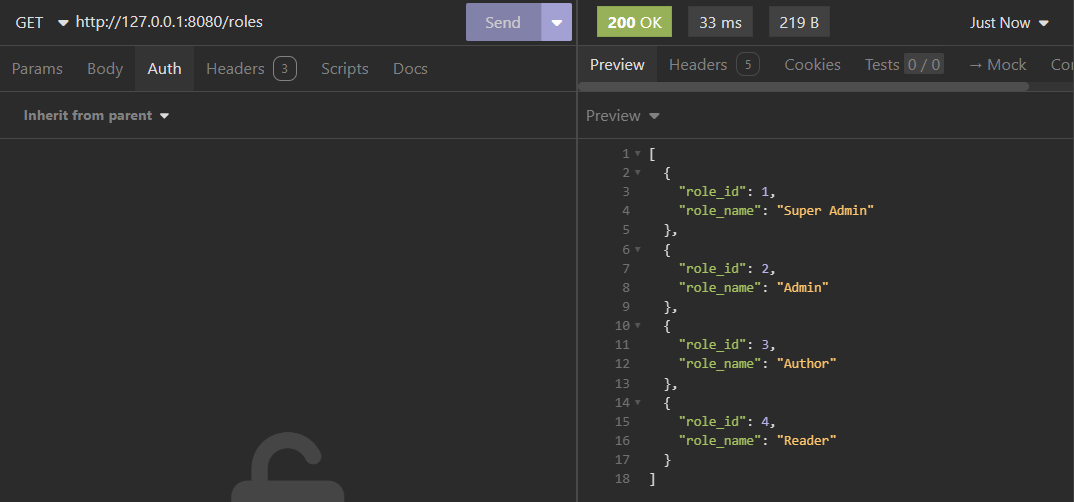 GET http://127.0.0.1:8080/roles Send 200 OK 33 ms 219 B Just Now
Params Body Auth Headers 3 Scripts Docs Preview Headers 5 Cookies Tests 0 / 0 → Mock Co
Inherit from parent Preview
1 [
2 {
3 "role_id": 1,
4 "role_name": "Super Admin"
5 },
6 {
7 "role_id": 2,
8 "role_name": "Admin"
9 },
10 {
11 "role_id": 3,
12 "role_name": "Author"
13 },
14 {
15 "role_id": 4,
16 "role_name": "Reader"
17 }
18 ]